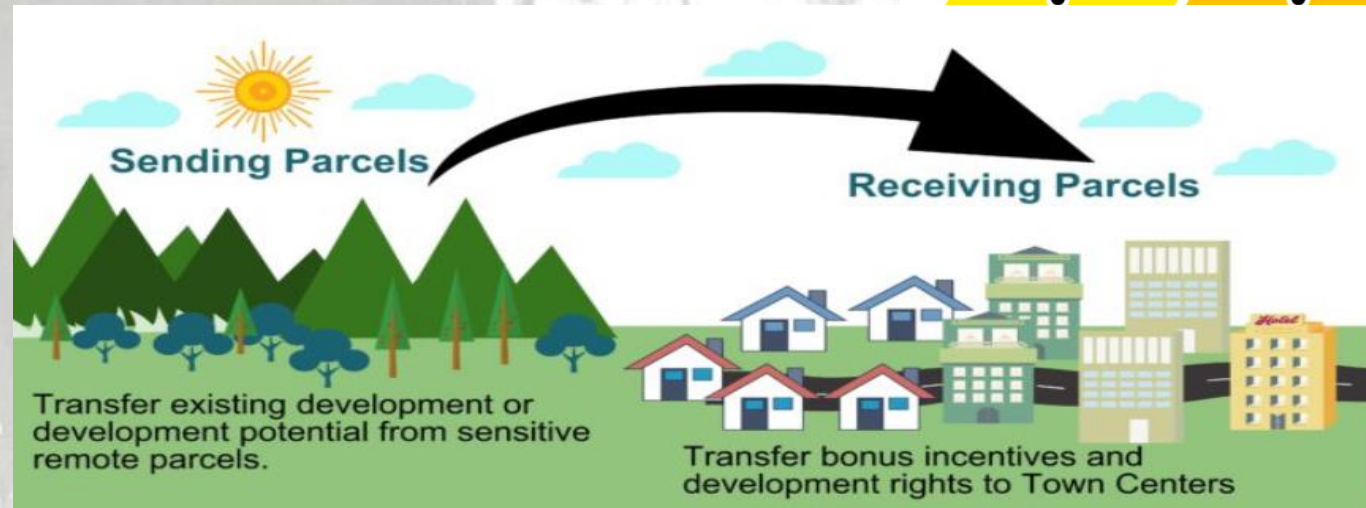 Sending Parcels
Receiving Parcels
Hotel
Transfer existing development or
development potential from sensitive
remote parcels.
Transfer bonus incentives and
development rights to Town Centers